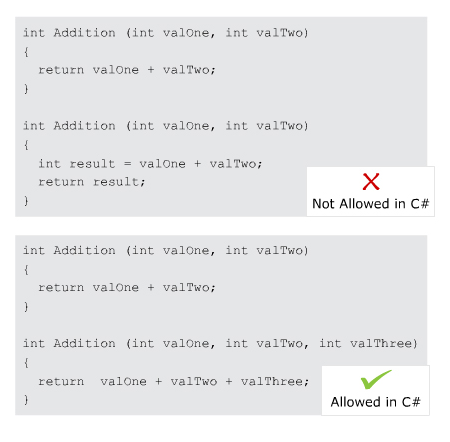 int Addition (int valOne, int valTwo)
{
return valOne + valTwo;
}
int Addition (int valOne, int valTwo)
{
int result = valOne + valTwo;
return result;
}
Not Allowed in C#
int Addition (int valOne, int valTwo)
{
return valOne + valTwo;
}
int Addition (int valOne, int valTwo, int valThree)
{
return  valOne + valTwo + valThree;
}
Allowed in C#